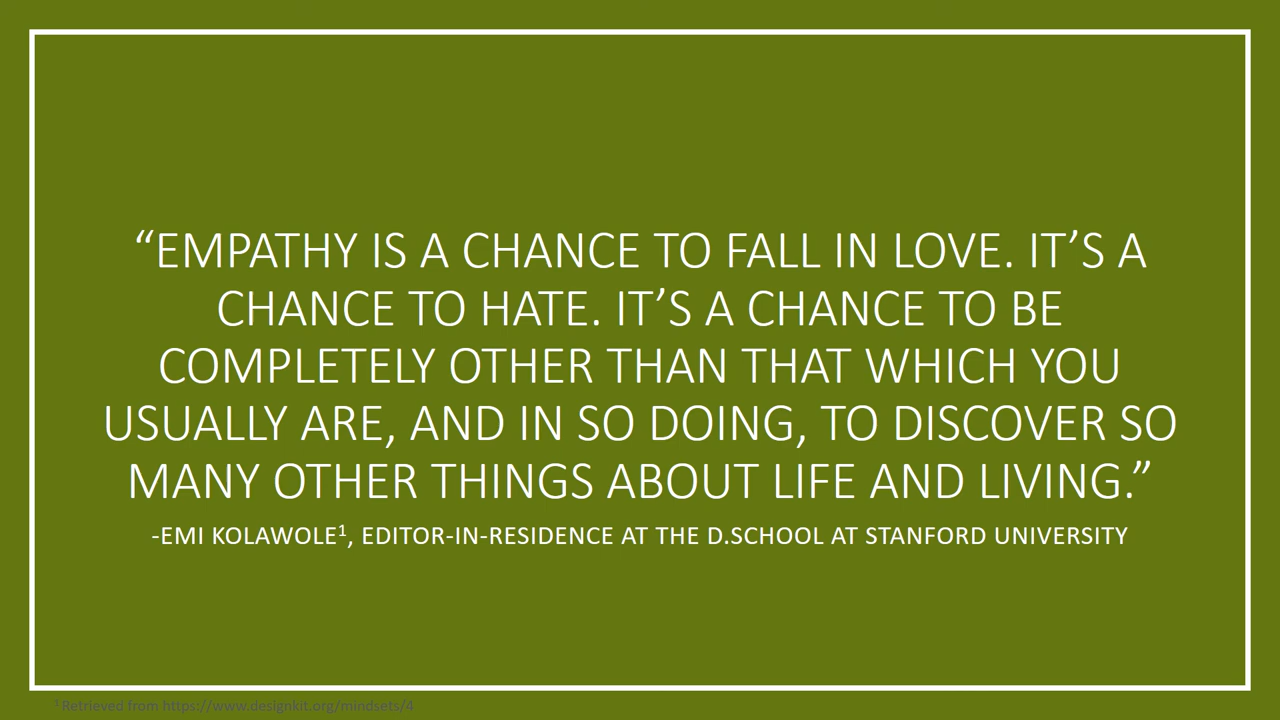 “EMPATHY IS A CHANCE TO FALL IN LOVE. IT’S A
CHANCE TO HATE. IT’S A CHANCE TO BE
COMPLETELY OTHER THAN THAT WHICH YOU
USUALLY ARE, AND IN SO DOING, TO DISCOVER SO
MANY OTHER THINGS ABOUT LIFE AND LIVING.”
-EMI KOLAWOLE¹, EDITOR-IN-RESIDENCE AT THE D.SCHOOL AT STANFORD UNIVERSITY
¹ Retrieved from https://www.designkit.org/mindsets/4